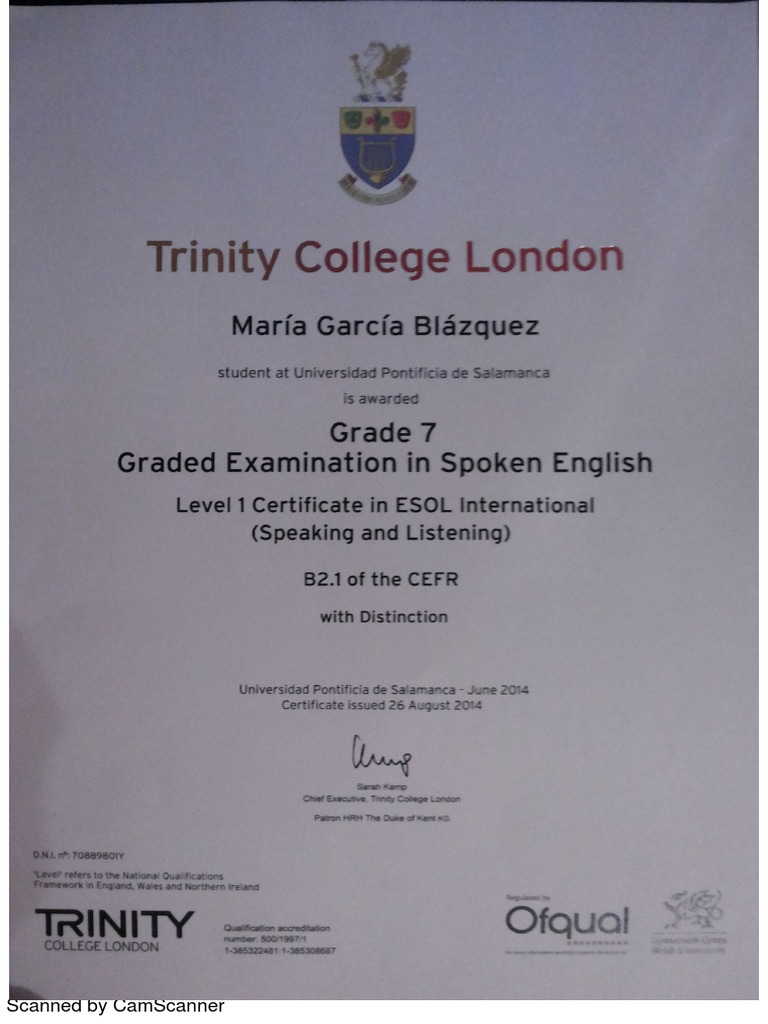 Trinity College London
María García Blázquez
student at Universidad Pontificia de Salamanca
is awarded
Grade 7
Graded Examination in Spoken English
Level 1 Certificate in ESOL International
(Speaking and Listening)
B2.1 of the CEFR
with Distinction
Universidad Pontificia de Salamanca - June 2014
Certificate issued 26 August 2014
Sarah Kemp
Chief Executive, Trinity College London
Patron HRH The Duke of Kent KG
D.N.I. nº: 70889801Y
'Level' refers to the National Qualifications
Framework in England, Wales and Northern Ireland
TRINITY
COLLEGE LONDON
Qualification accreditation
number: 500/1997/1
1-385322481:1-385308687
Regulated by
Ofqual
Scanned by CamScanner